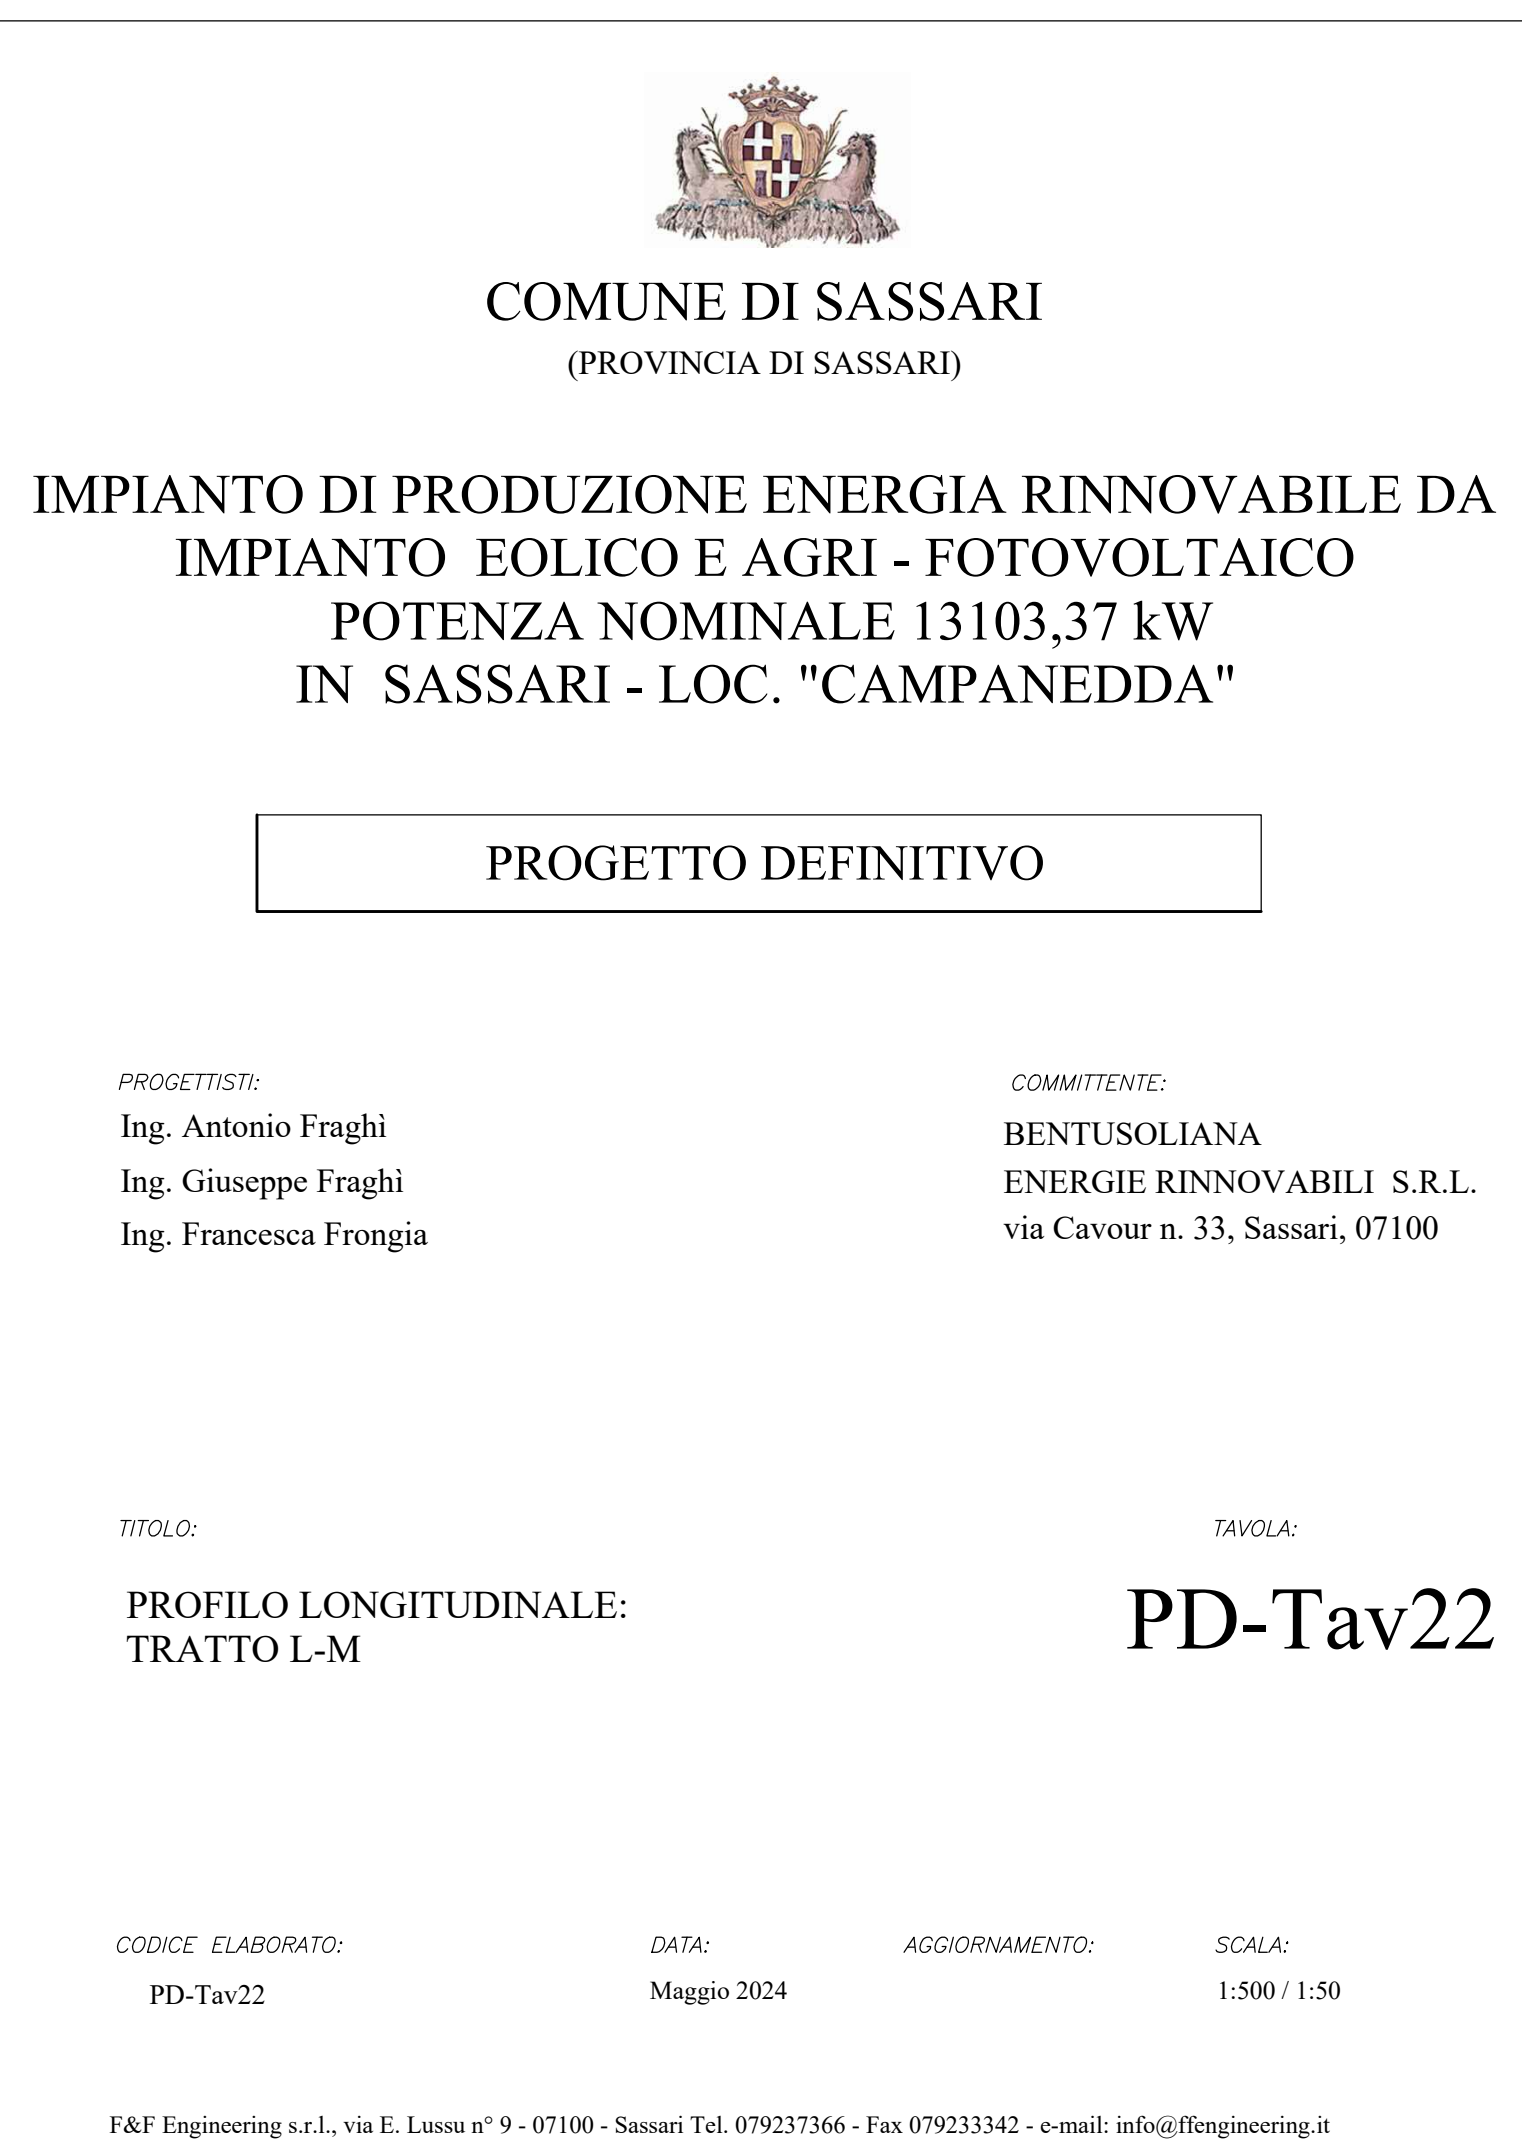 COMUNE DI SASSARI
(PROVINCIA DI SASSARI)
IMPIANTO DI PRODUZIONE ENERGIA RINNOVABILE DA
IMPIANTO EOLICO E AGRI - FOTOVOLTAICO
POTENZA NOMINALE 13103,37 kW
IN SASSARI - LOC. "CAMPANEDDA"
PROGETTO DEFINITIVO
PROGETTISTI:
Ing. Antonio Fraghì
Ing. Giuseppe Fraghì
Ing. Francesca Frongia
COMMITTENTE:
BENTUSOLIANA
ENERGIE RINNOVABILI S.R.L.
via Cavour n. 33, Sassari, 07100
TITOLO:
PROFILO LONGITUDINALE:
TRATTO L-M
TAVOLA:
PD-Tav22
CODICE ELABORATO:
PD-Tav22
DATA:
Maggio 2024
AGGIORNAMENTO:
SCALA:
1:500 / 1:50
F&F Engineering s.r.l., via E. Lussu n° 9 - 07100 - Sassari Tel. 079237366 - Fax 079233342 - e-mail: info@ffengineering.it